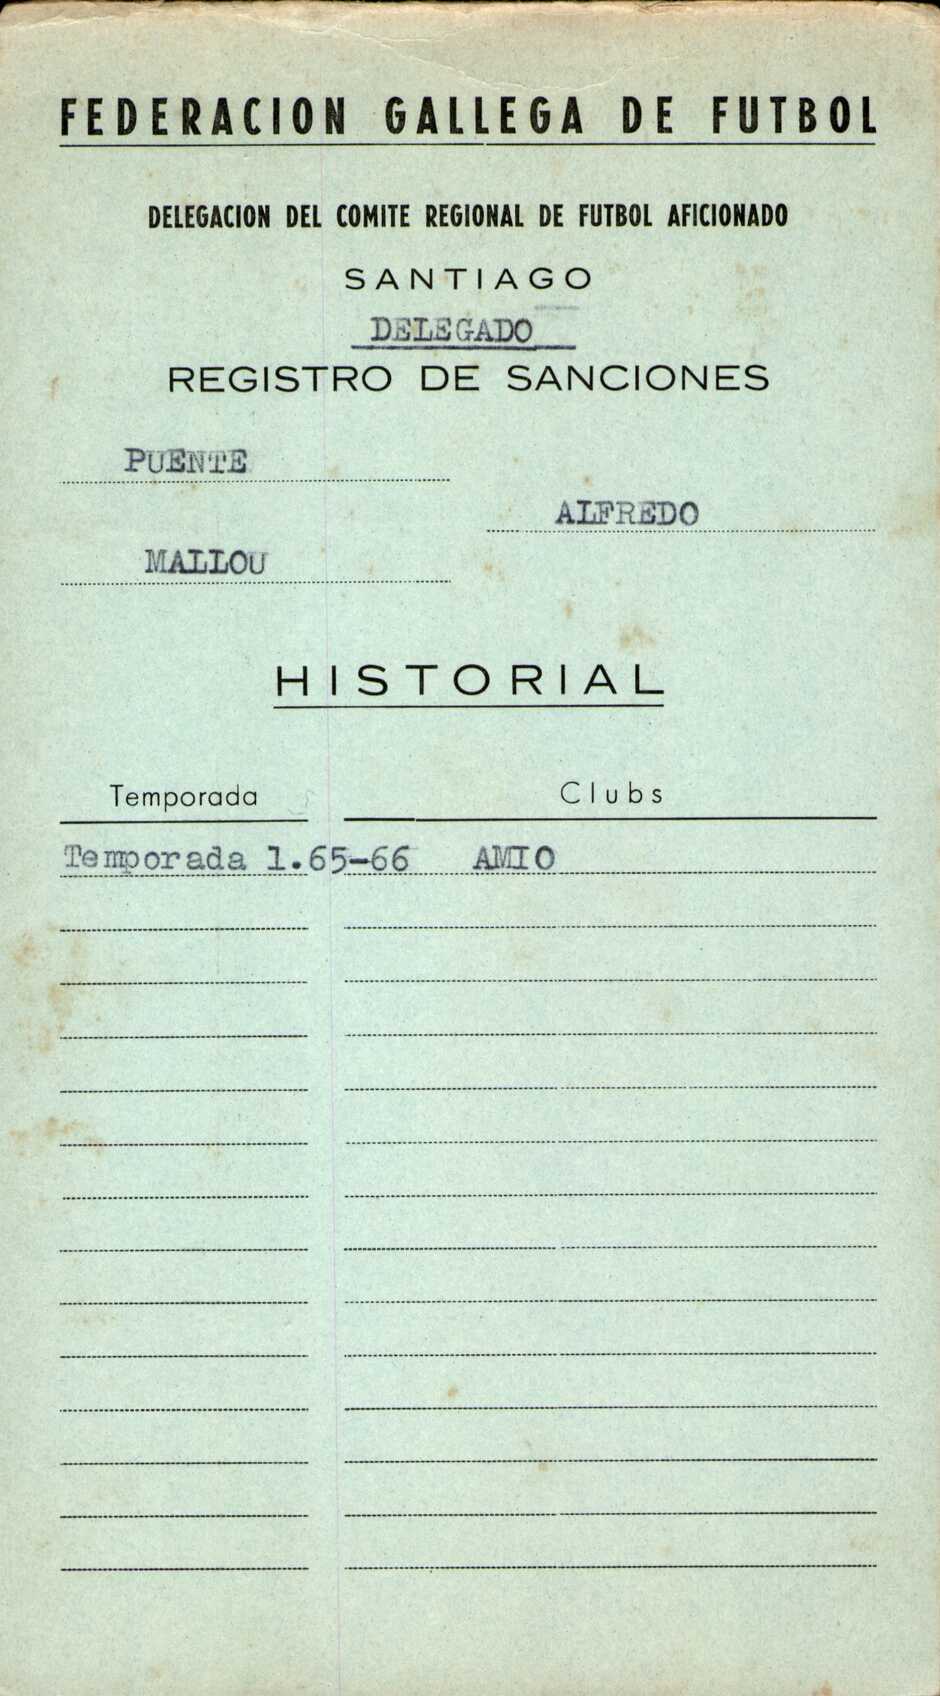 FEDERACION GALLEGA DE FUTBOL
DELEGACION DEL COMITE REGIONAL DE FUTBOL AFICIONADO
SANTIAGO
DELEGADO
REGISTRO DE SANCIONES
PUENTE
ALFREDO
MALLOU
HISTORIAL
Temporada Clubs
Temporada 1.65-66 AMIO